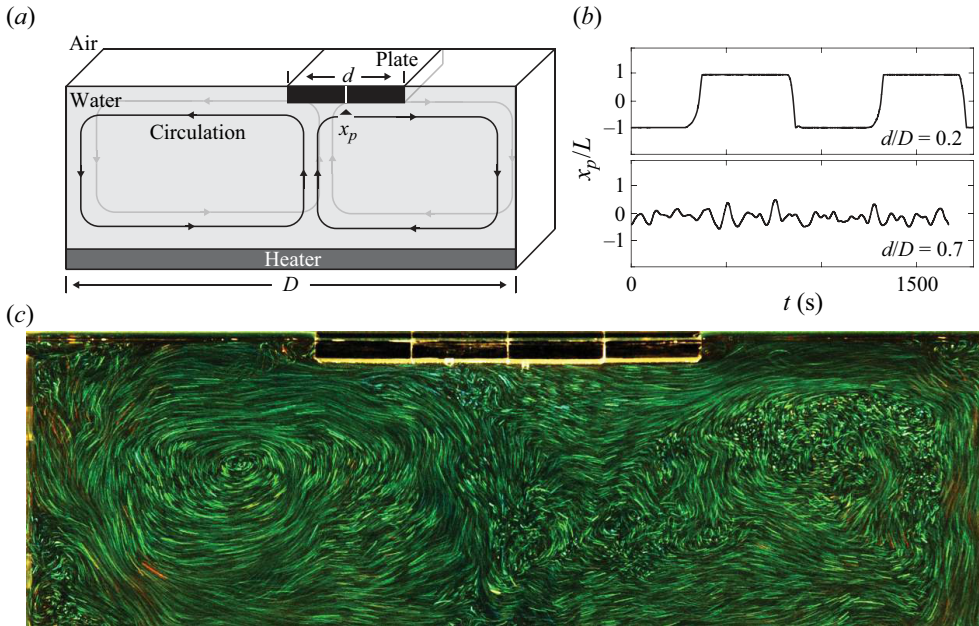 (a)
Air
Plate
d
Water
Circulation
x_p
Heater
D
(b)
1
0
−1
d/D = 0.2
x_p/L
1
0
−1
d/D = 0.7
0
1500
t (s)
(c)